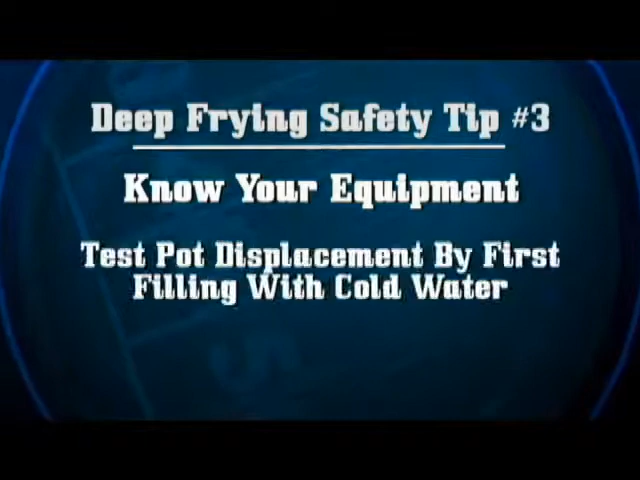 Deep Frying Safety Tip #3
Know Your Equipment
Test Pot Displacement By First
Filling With Cold Water